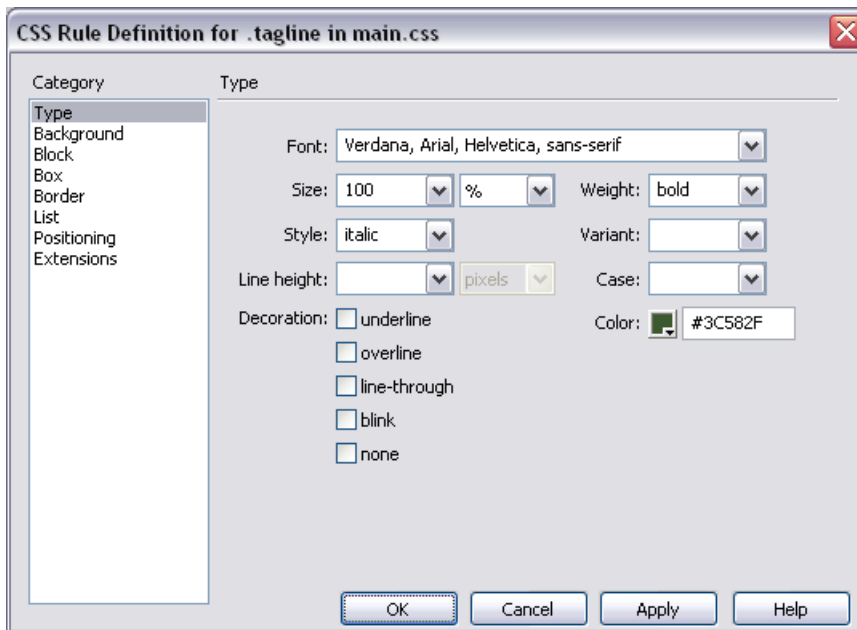 CSS Rule Definition for .tagline in main.css
Category
Type
Type
Background
Block
Box
Border
List
Positioning
Extensions
Font: Verdana, Arial, Helvetica, sans-serif
Size: 100 % Weight: bold
Style: italic Variant:
Line height: pixels Case:
Decoration: underline Color: #3C582F
overline
line-through
blink
none
OK Cancel Apply Help